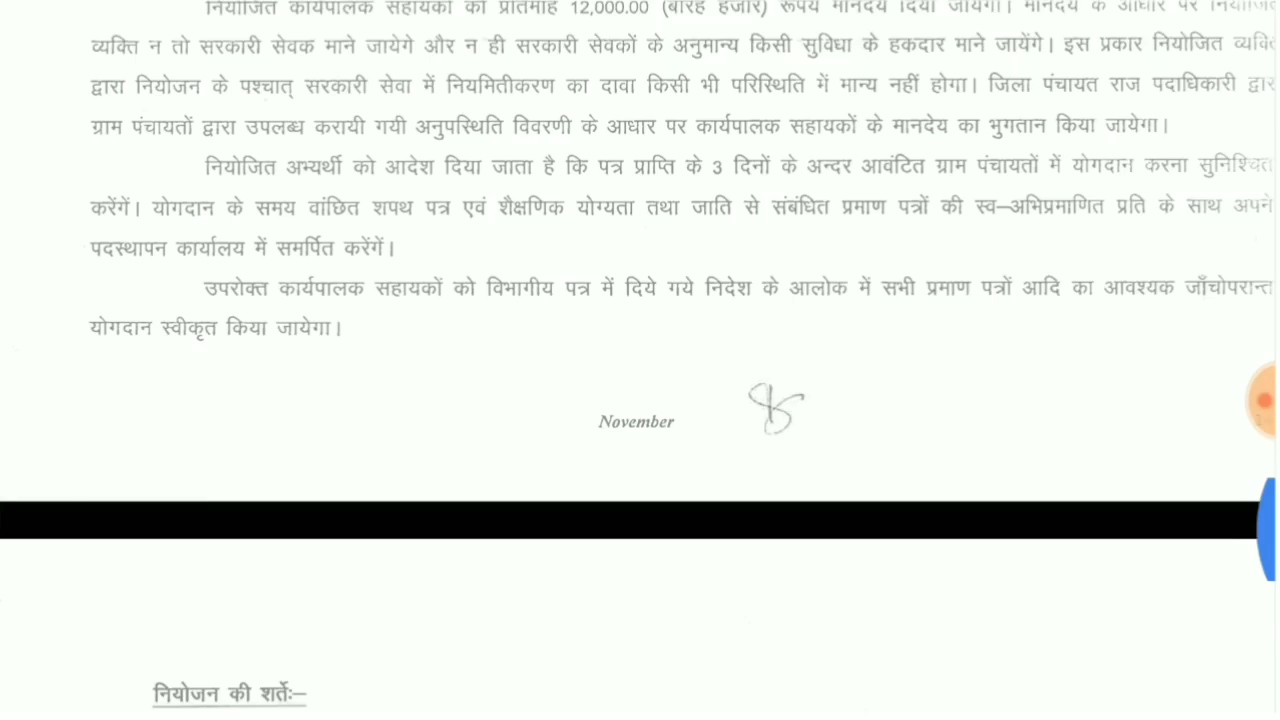 नियोजित कार्यपालक सहायकों को प्रतिमाह 12,000.00 (बारह हजार) रूपये मानदेय दिया जायेगा। मानदेय के आधार पर नियोजित
व्यक्ति न तो सरकारी सेवक माने जायेगे और न ही सरकारी सेवकों के अनुमान्य किसी सुविधा के हकदार माने जायेंगे। इस प्रकार नियोजित व्यक्ति
द्वारा नियोजन के पश्चात् सरकारी सेवा में नियमितीकरण का दावा किसी भी परिस्थिति में मान्य नहीं होगा। जिला पंचायत राज पदाधिकारी द्वारा
ग्राम पंचायतों द्वारा उपलब्ध करायी गयी अनुपस्थिति विवरणी के आधार पर कार्यपालक सहायकों के मानदेय का भुगतान किया जायेगा।
नियोजित अभ्यर्थी को आदेश दिया जाता है कि पत्र प्राप्ति के 3 दिनों के अन्दर आवंटित ग्राम पंचायतों में योगदान करना सुनिश्चित
करेंगें। योगदान के समय वांछित शपथ पत्र एवं शैक्षणिक योग्यता तथा जाति से संबंधित प्रमाण पत्रों की स्व–अभिप्रमाणित प्रति के साथ अपने
पदस्थापन कार्यालय में समर्पित करेंगें।
उपरोक्त कार्यपालक सहायकों को विभागीय पत्र में दिये गये निदेश के आलोक में सभी प्रमाण पत्रों आदि का आवश्यक जाँचोपरान्त
योगदान स्वीकृत किया जायेगा।
November
नियोजन की शर्तेः–